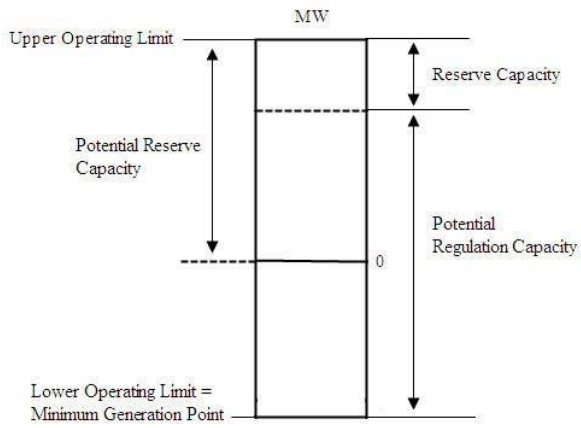 MW
Upper Operating Limit
Reserve Capacity
Potential Reserve
Capacity
Potential
Regulation Capacity
0
Lower Operating Limit =
Minimum Generation Point